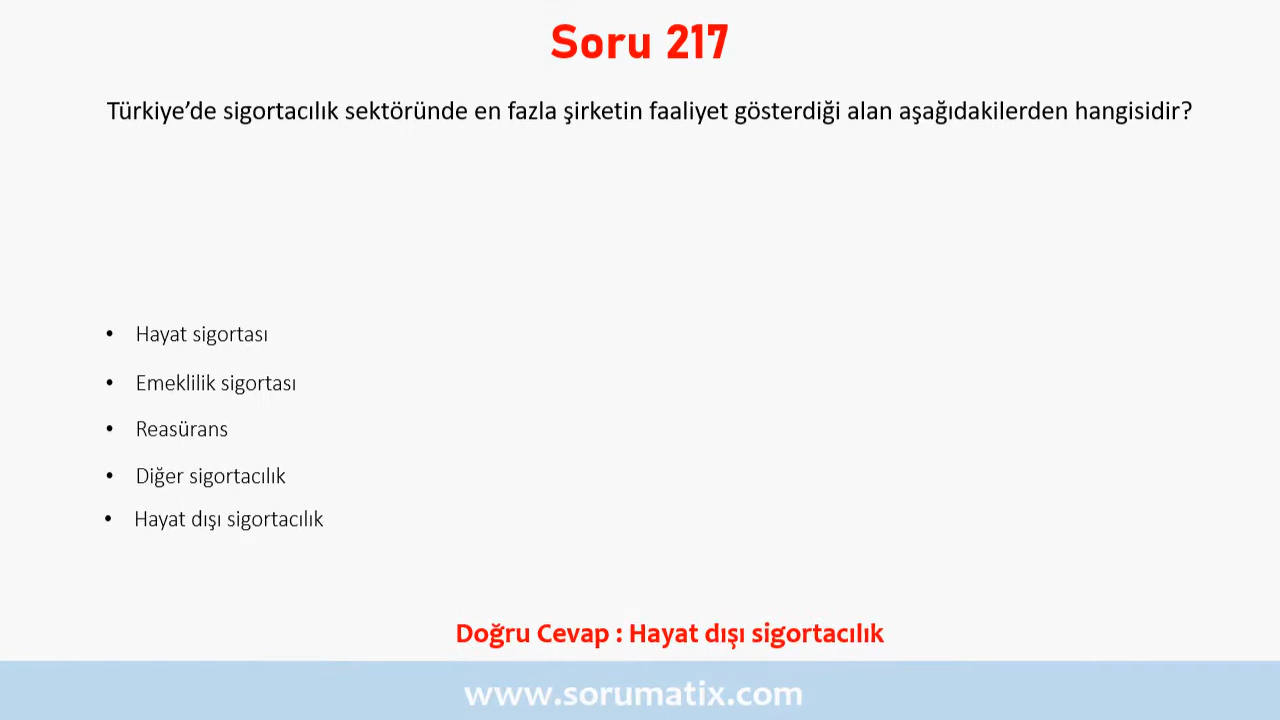 Soru 217
Türkiye’de sigortacılık sektöründe en fazla şirketin faaliyet gösterdiği alan aşağıdakilerden hangisidir?
• Hayat sigortası
• Emeklilik sigortası
• Reasürans
• Diğer sigortacılık
• Hayat dışı sigortacılık
Doğru Cevap : Hayat dışı sigortacılık
www.sorumatix.com